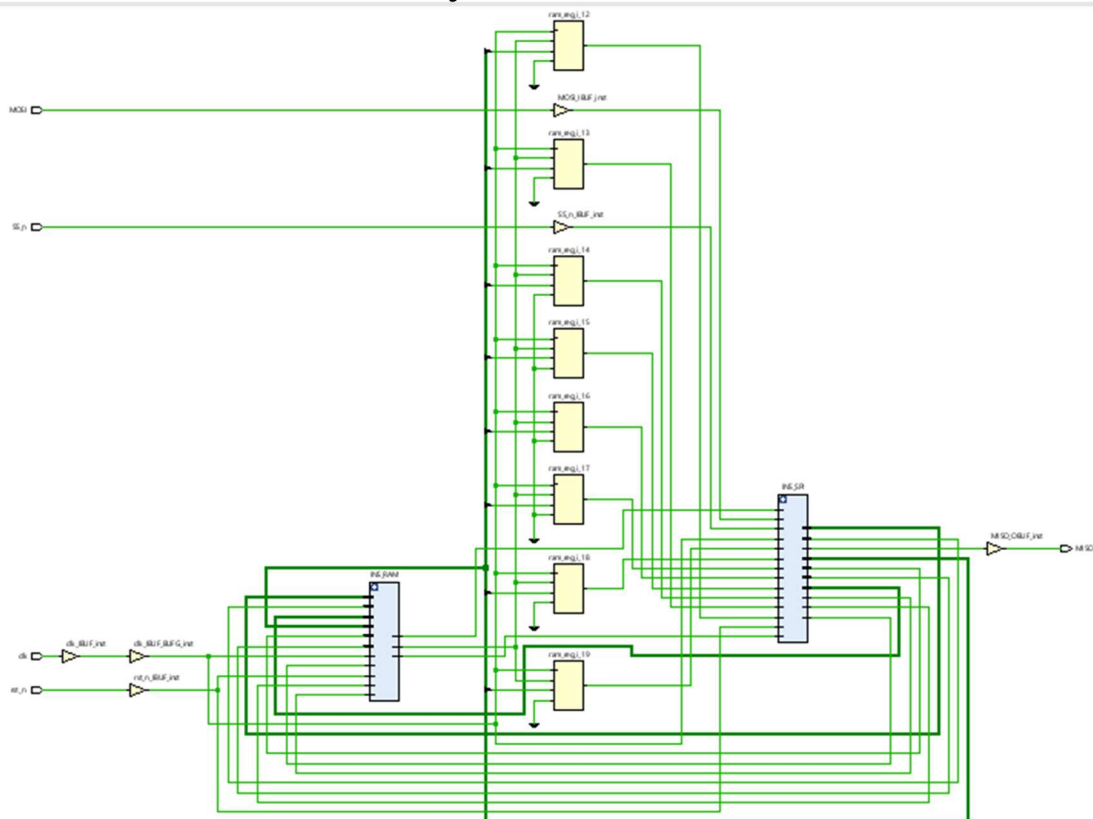 ram_reg_i_12
MOSI
MOSI_IBUF_inst
ram_reg_i_13
SS_n
SS_n_IBUF_inst
ram_reg_i_14
ram_reg_i_15
ram_reg_i_16
ram_reg_i_17
INS_SPI
MISO_OBUF_inst
MISO
ram_reg_i_18
INS_RAM
clk
clk_IBUF_inst
clk_IBUF_BUFG_inst
ram_reg_i_19
rst_n
rst_n_IBUF_inst